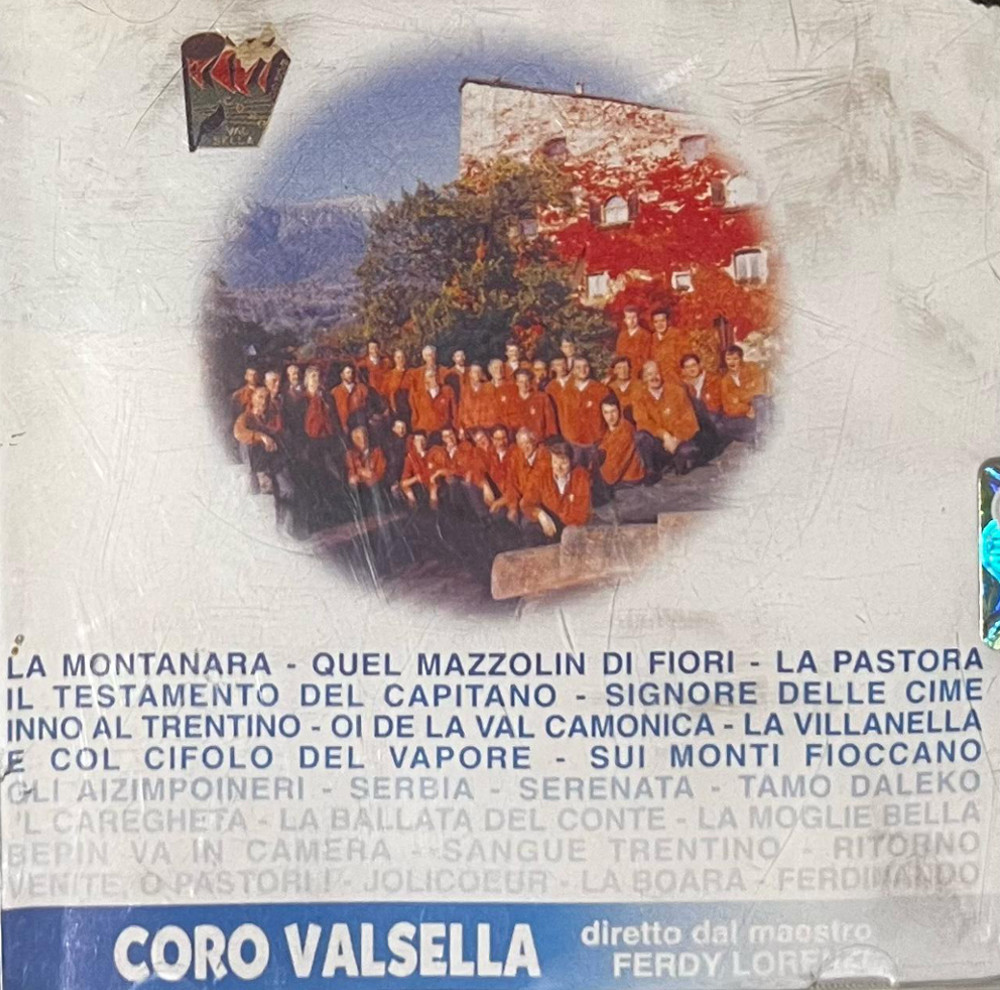 VAL
SELLA
LA MONTANARA - QUEL MAZZOLIN DI FIORI - LA PASTORA
IL TESTAMENTO DEL CAPITANO - SIGNORE DELLE CIME
INNO AL TRENTINO - OI DE LA VAL CAMONICA - LA VILLANELLA
E COL CIFOLO DEL VAPORE - SUI MONTI FIOCCANO
GLI AIZIMPOINERI - SERBIA - SERENATA - TAMO DALEKO
'L CAREGHETA - LA BALLATA DEL CONTE - LA MOGLIE BELLA
BEPIN VA IN CAMERA - SANGUE TRENTINO - RITORNO
VENITE, O PASTORI! - JOLICOEUR - LA BOARA - FERDINANDO
CORO VALSELLA
diretto dal maestro
FERDY LORENZI